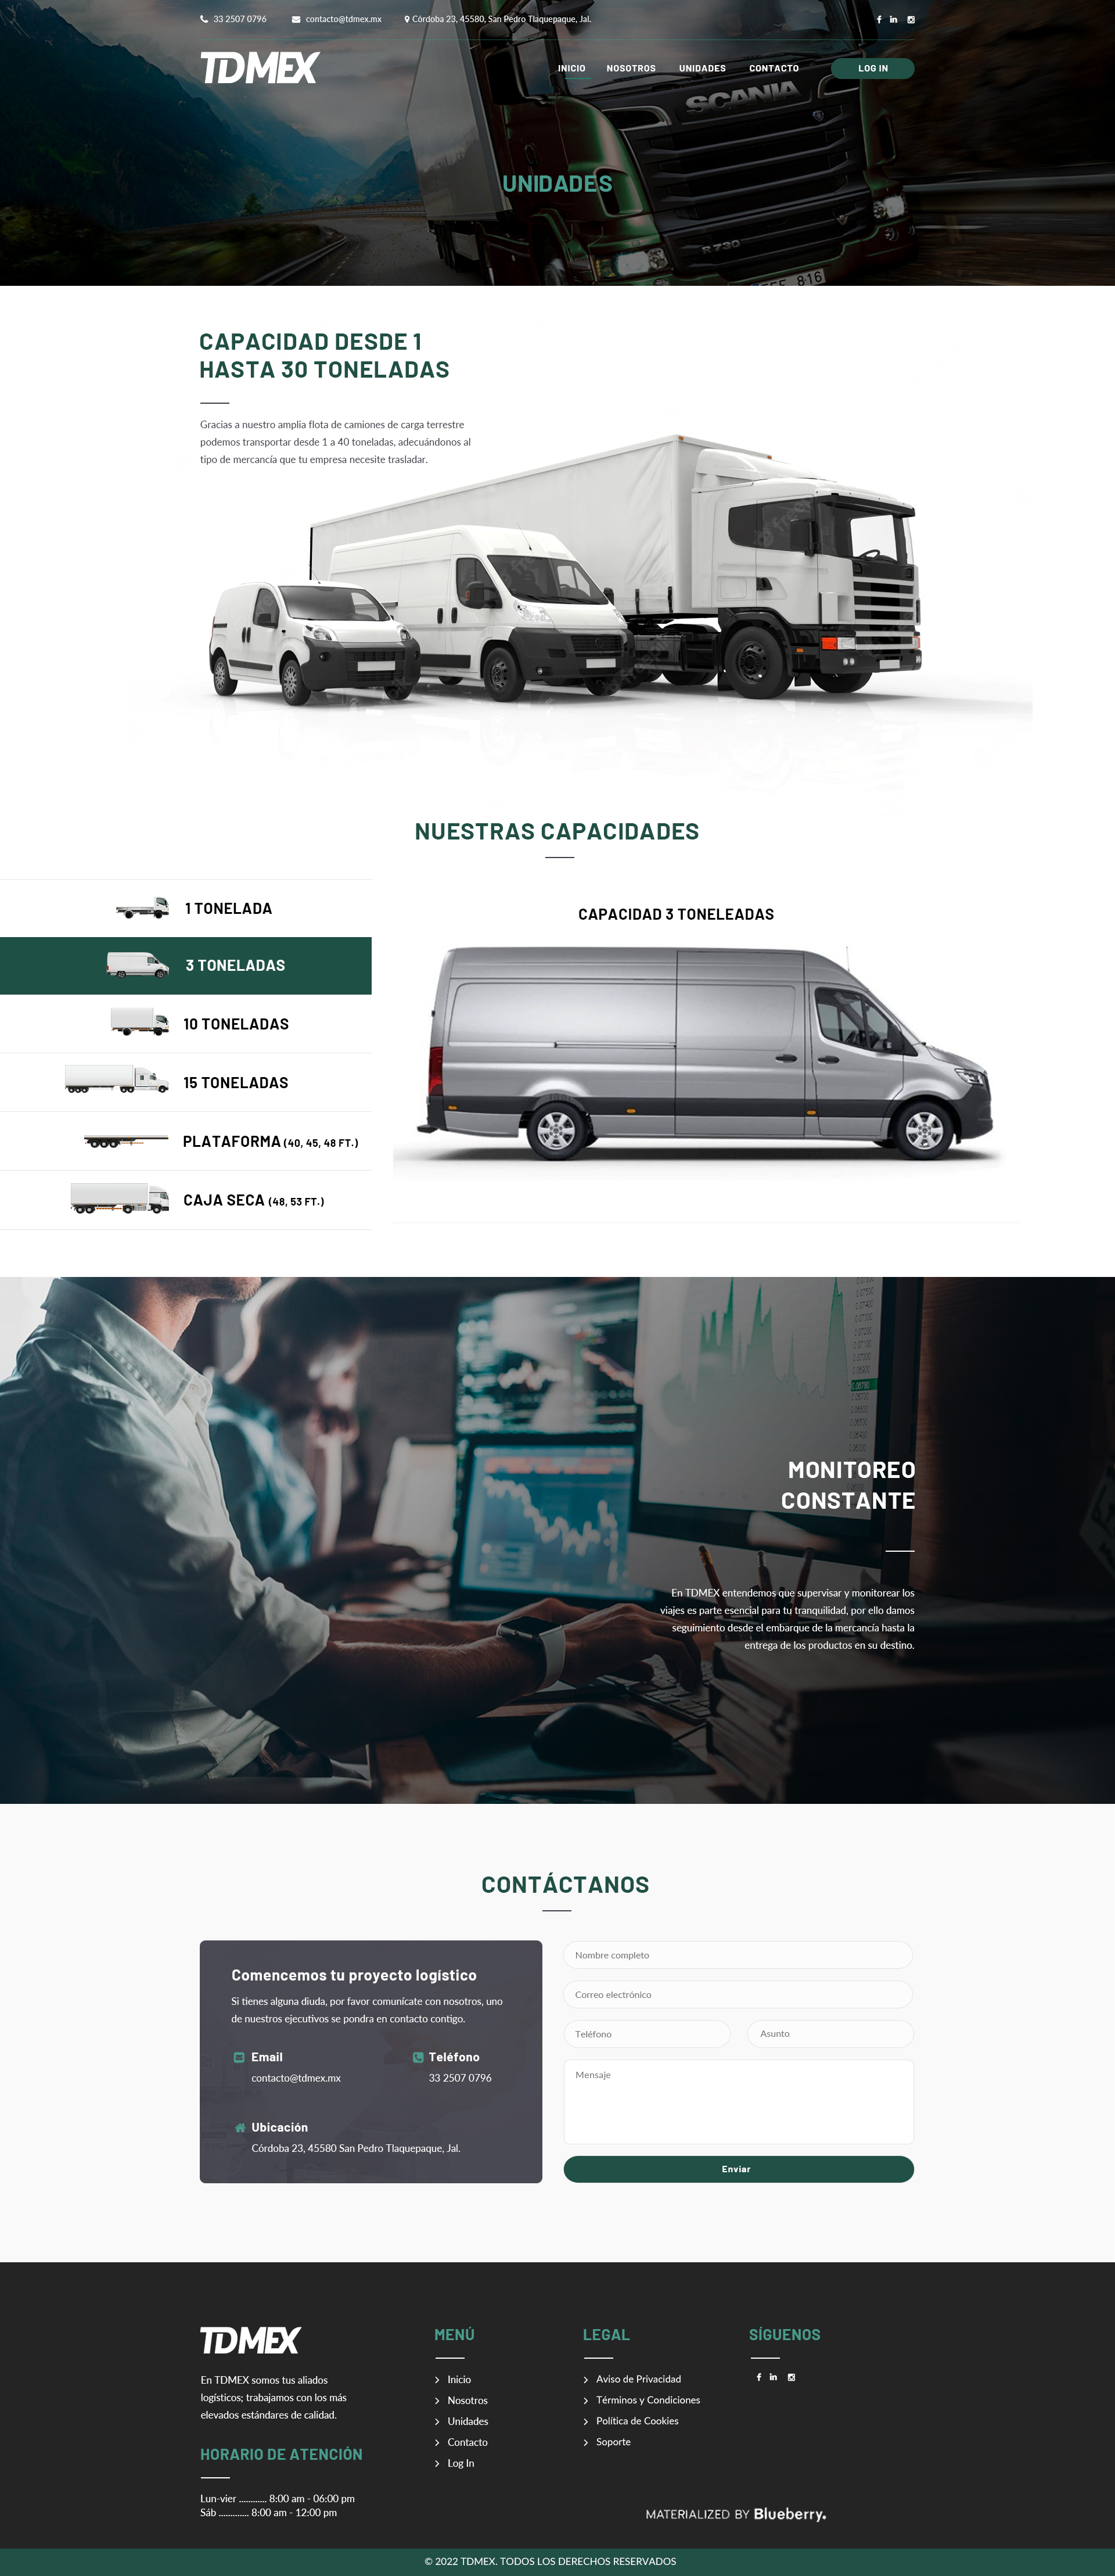 33 2507 0796
contacto@tdmex.mx
Córdoba 23, 45580, San Pedro Tlaquepaque, Jal.
TDMEX
INICIO
NOSOTROS
UNIDADES
CONTACTO
LOG IN
SCANIA
UNIDADES
R730
CAPACIDAD DESDE 1
HASTA 30 TONELADAS
Gracias a nuestro amplia flota de camiones de carga terrestre
podemos transportar desde 1 a 40 toneladas, adecuándonos al
tipo de mercancía que tu empresa necesite trasladar.
NUESTRAS CAPACIDADES
1 TONELADA
3 TONELADAS
10 TONELADAS
15 TONELADAS
PLATAFORMA (40, 45, 48 FT.)
CAJA SECA (48, 53 FT.)
CAPACIDAD 3 TONELEADAS
MONITOREO
CONSTANTE
En TDMEX entendemos que supervisar y monitorear los
viajes es parte esencial para tu tranquilidad, por ello damos
seguimiento desde el embarque de la mercancía hasta la
entrega de los productos en su destino.
CONTÁCTANOS
Comencemos tu proyecto logístico
Si tienes alguna diuda, por favor comunícate con nosotros, uno
de nuestros ejecutivos se pondra en contacto contigo.
Email
contacto@tdmex.mx
Teléfono
33 2507 0796
Ubicación
Córdoba 23, 45580 San Pedro Tlaquepaque, Jal.
Nombre completo
Correo electrónico
Teléfono
Asunto
Mensaje
Enviar
TDMEX
En TDMEX somos tus aliados
logísticos; trabajamos con los más
elevados estándares de calidad.
HORARIO DE ATENCIÓN
Lun-vier ............ 8:00 am - 06:00 pm
Sáb ............. 8:00 am - 12:00 pm
MENÚ
Inicio
Nosotros
Unidades
Contacto
Log In
LEGAL
Aviso de Privacidad
Términos y Condiciones
Política de Cookies
Soporte
SÍGUENOS
MATERIALIZED BY Blueberry.
© 2022 TDMEX. TODOS LOS DERECHOS RESERVADOS